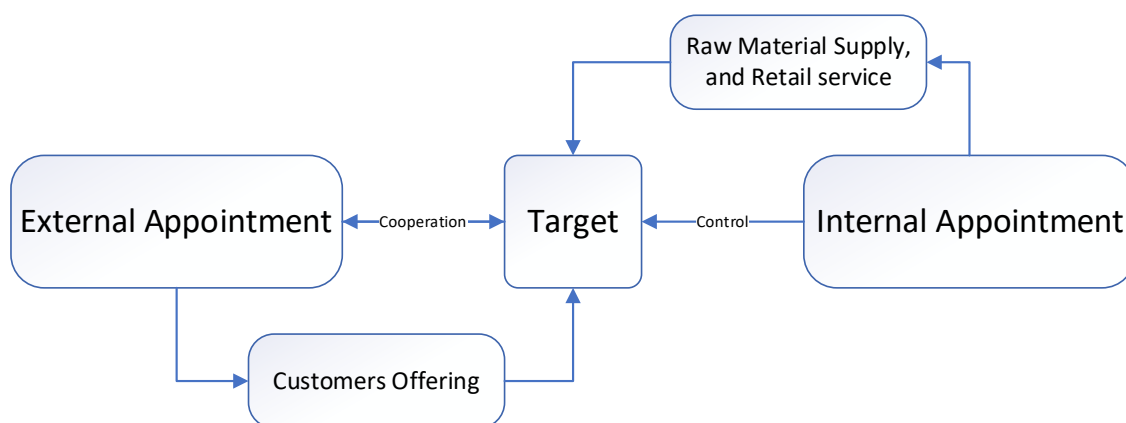 Raw Material Supply,
and Retail service
External Appointment
Cooperation
Target
Control
Internal Appointment
Customers Offering